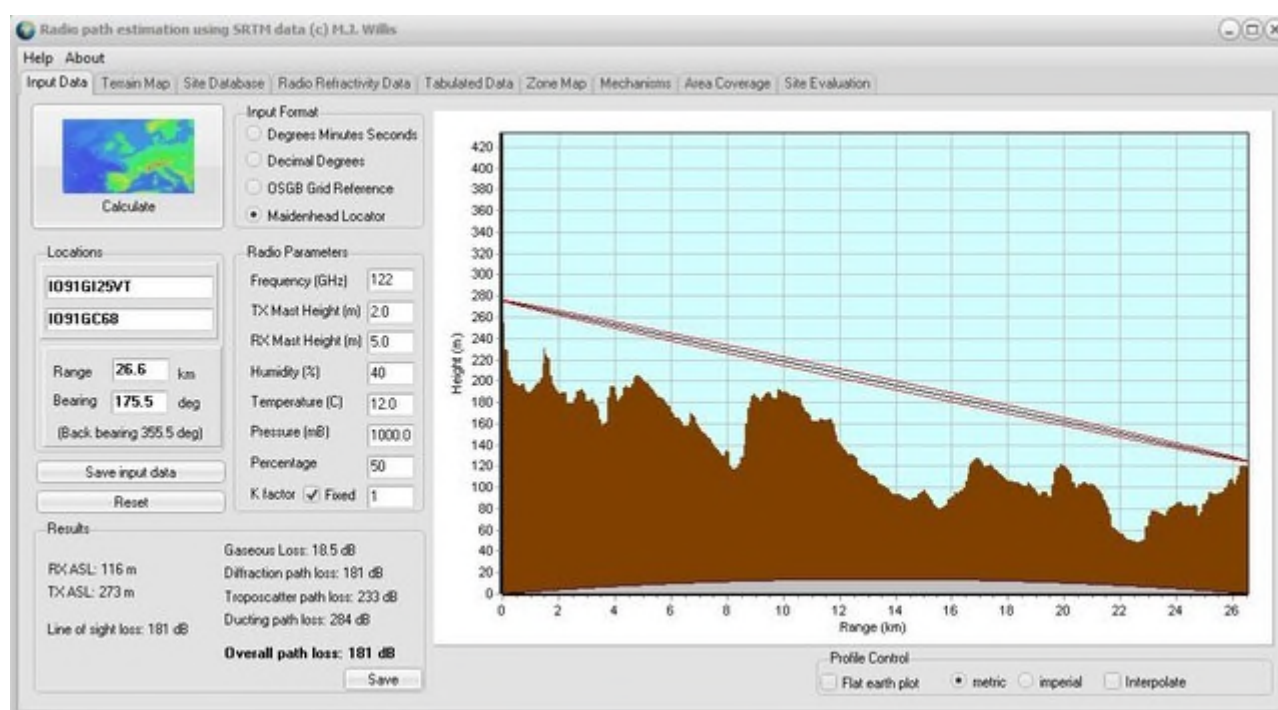 Radio path estimation using SRTM data (c) M.J. Willis
Help About
Input Data Terrain Map Site Database Radio Refractivity Data Tabulated Data Zone Map Mechanisms Area Coverage Site Evaluation
Calculate
Input Format
Degrees Minutes Seconds
Decimal Degrees
OSGB Grid Reference
Maidenhead Locator
Locations
IO91GI25VT
IO91GC68
Range 26.6 km
Bearing 175.5 deg
(Back bearing 355.5 deg)
Save input data
Reset
Radio Parameters
Frequency (GHz) 122
TX Mast Height (m) 2.0
RX Mast Height (m) 5.0
Humidity (%) 40
Temperature (C) 12.0
Pressure (mB) 1000.0
Percentage 50
K factor Fixed 1
Results
RX ASL: 116 m
TX ASL: 273 m
Line of sight loss: 181 dB
Gaseous Loss: 18.5 dB
Diffraction path loss: 181 dB
Troposcatter path loss: 233 dB
Ducting path loss: 284 dB
Overall path loss: 181 dB
Save
Height (m)
420
400
380
360
340
320
300
280
260
240
220
200
180
160
140
120
100
80
60
40
20
0
0 2 4 6 8 10 12 14 16 18 20 22 24 26
Range (km)
Profile Control
Flat earth plot metric imperial Interpolate